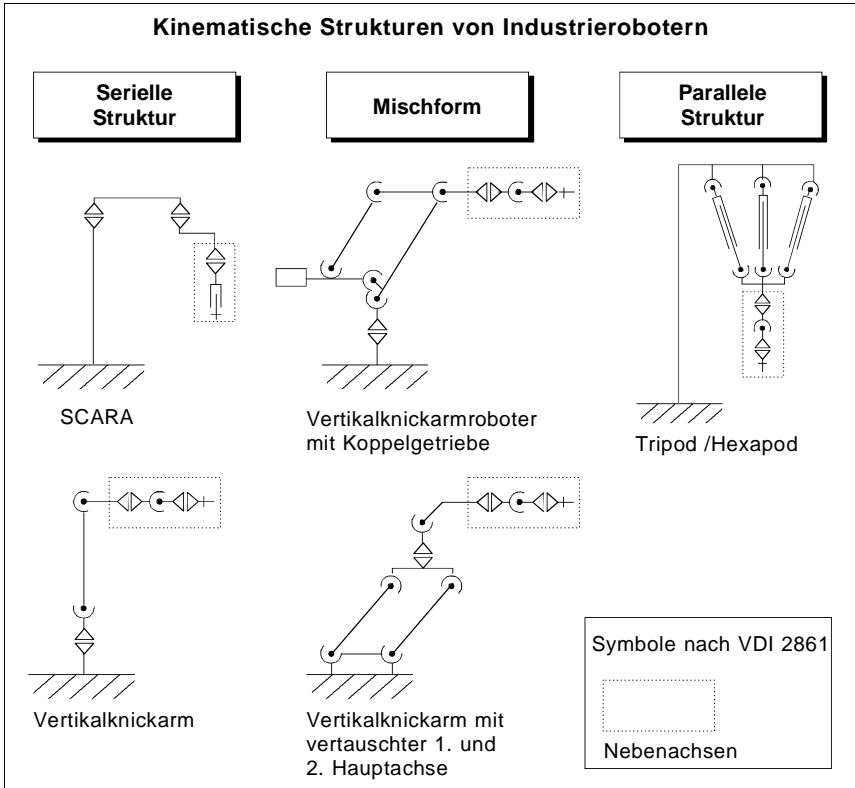 Kinematische Strukturen von Industrierobotern
Serielle
Struktur
Mischform
Parallele
Struktur
SCARA
Vertikalknickarmroboter
mit Koppelgetriebe
Tripod /Hexapod
Vertikalknickarm
Vertikalknickarm mit
vertauschter 1. und
2. Hauptachse
Symbole nach VDI 2861
Nebenachsen